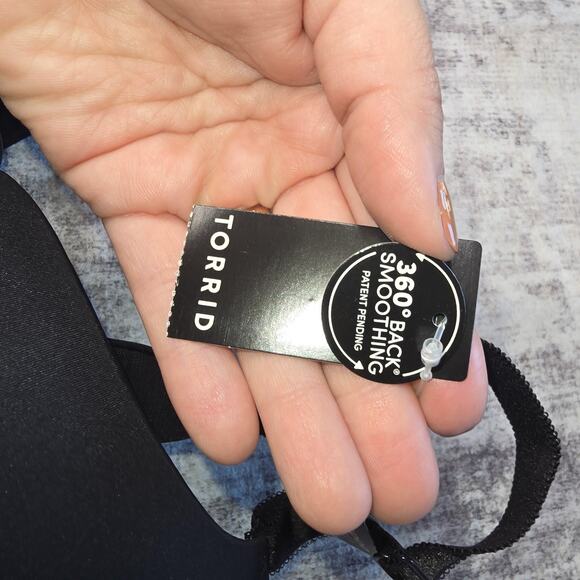 TORRID
360° BACK®
SMOOTHING
PATENT PENDING